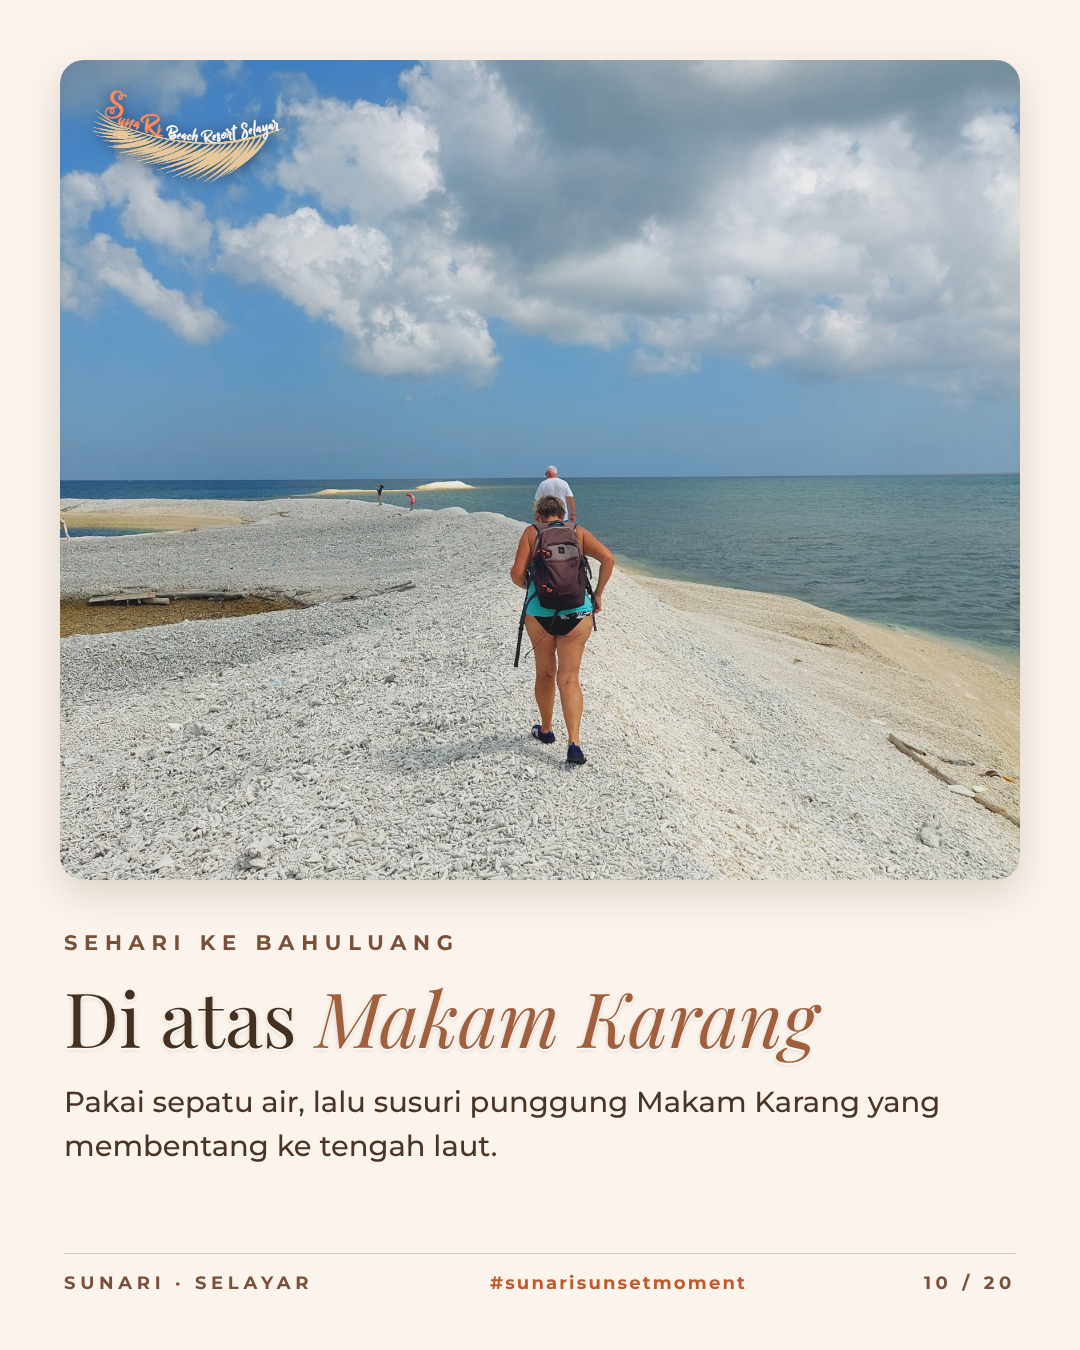 SunaRi Beach Resort Selayar
SEHARI KE BAHULUANG
Di atas Makam Karang
Pakai sepatu air, lalu susuri punggung Makam Karang yang
membentang ke tengah laut.
SUNARI · SELAYAR
#sunarisunsetmoment
10 / 20